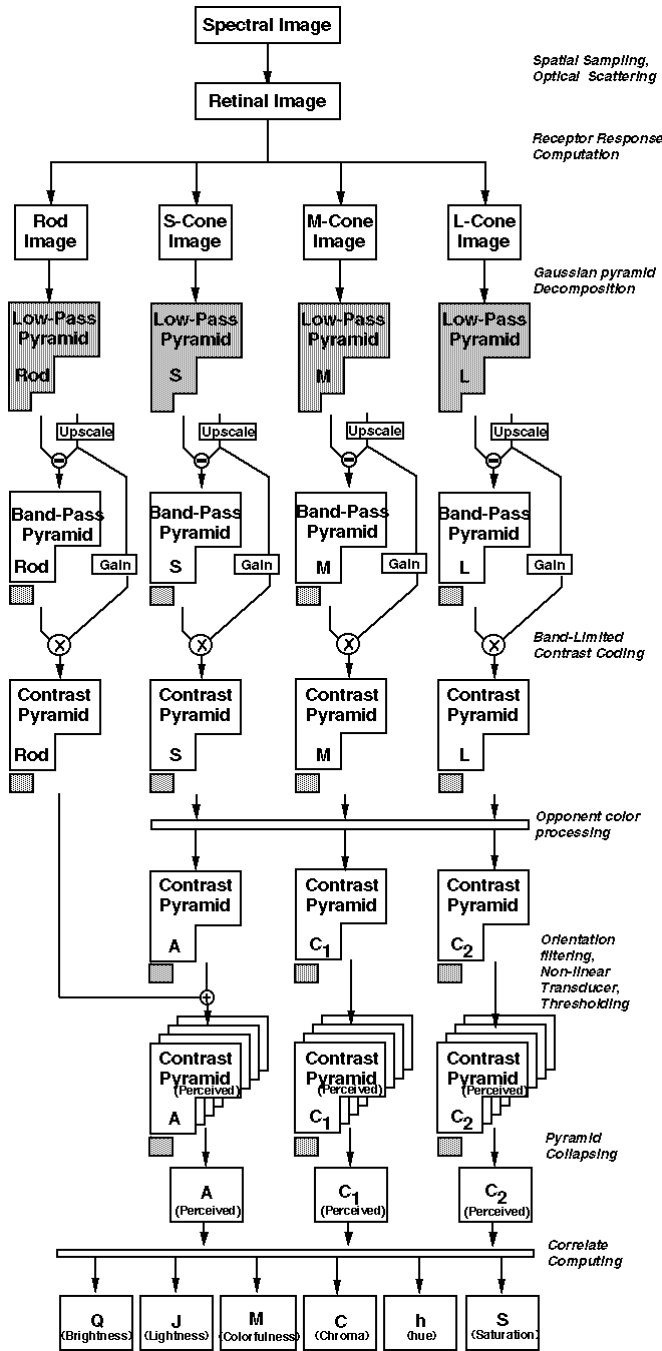 Spectral Image
Spatial Sampling,
Optical Scattering
Retinal Image
Receptor Response
Computation
Rod
Image
S-Cone
Image
M-Cone
Image
L-Cone
Image
Gaussian pyramid
Decomposition
Low-Pass
Pyramid
Rod
Low-Pass
Pyramid
S
Low-Pass
Pyramid
M
Low-Pass
Pyramid
L
Upscale
Upscale
Upscale
Upscale
−
−
−
−
Band-Pass
Pyramid
Rod
Band-Pass
Pyramid
S
Band-Pass
Pyramid
M
Band-Pass
Pyramid
L
Gain
Gain
Gain
Gain
X
X
X
X
Band-Limited
Contrast Coding
Contrast
Pyramid
Rod
Contrast
Pyramid
S
Contrast
Pyramid
M
Contrast
Pyramid
L
Opponent color
processing
Contrast
Pyramid
A
Contrast
Pyramid
C1
Contrast
Pyramid
C2
Orientation
filtering,
Non-linear
Transducer,
Thresholding
+
Contrast
Pyramid
(Perceived)
A
Contrast
Pyramid
(Perceived)
C1
Contrast
Pyramid
(Perceived)
C2
Pyramid
Collapsing
A
(Perceived)
C1
(Perceived)
C2
(Perceived)
Correlate
Computing
Q
(Brightness)
J
(Lightness)
M
(Colorfulness)
C
(Chroma)
h
(hue)
S
(Saturation)